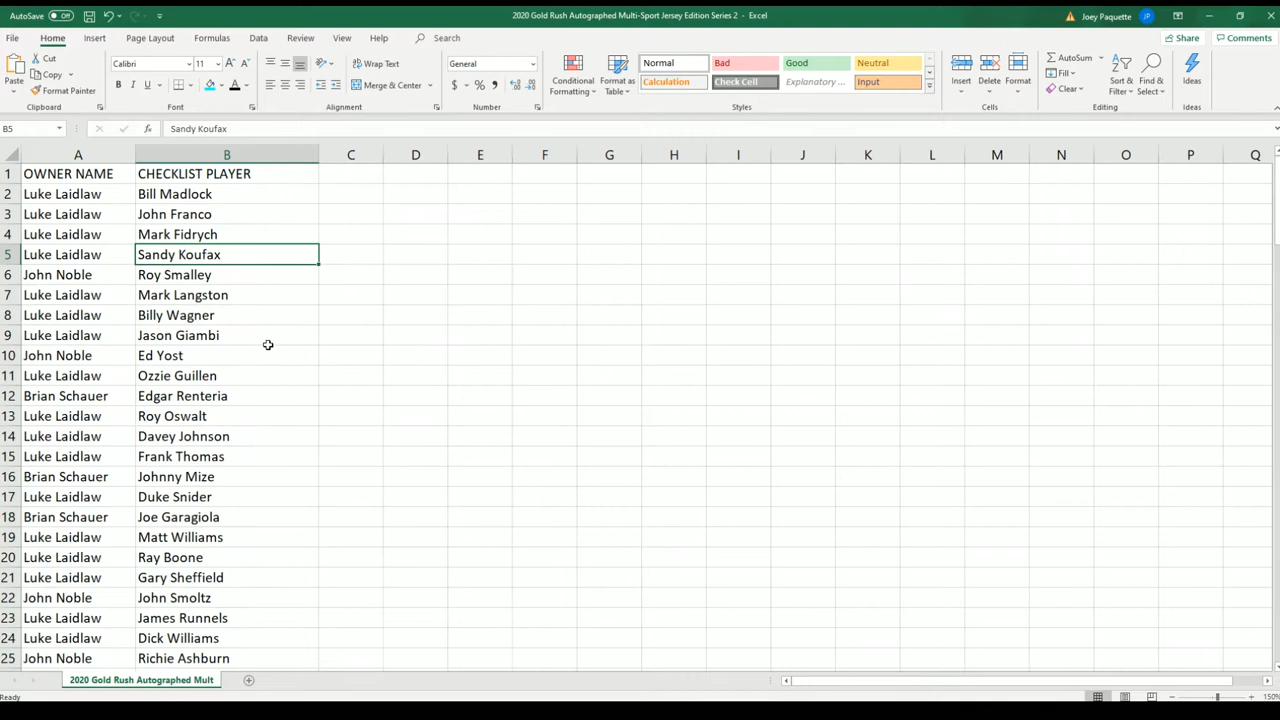 AutoSave Off 2020 Gold Rush Autographed Multi-Sport Jersey Edition Series 2 - Excel Joey Paquette JP
File Home Insert Page Layout Formulas Data Review View Help Search Share Comments
Paste Cut Copy Format Painter Clipboard
Calibri 11 B I U A Font
Wrap Text Merge & Center Alignment
General $ % , Number
Conditional Formatting Format as Table Normal Bad Good Neutral Calculation Check Cell Explanatory ... Input Styles
Insert Delete Format Cells
AutoSum Fill Clear Sort & Filter Find & Select Editing
Ideas Ideas
B5 fx Sandy Koufax
A B C D E F G H I J K L M N O P Q
1 OWNER NAME CHECKLIST PLAYER
2 Luke Laidlaw Bill Madlock
3 Luke Laidlaw John Franco
4 Luke Laidlaw Mark Fidrych
5 Luke Laidlaw Sandy Koufax
6 John Noble Roy Smalley
7 Luke Laidlaw Mark Langston
8 Luke Laidlaw Billy Wagner
9 Luke Laidlaw Jason Giambi
10 John Noble Ed Yost
11 Luke Laidlaw Ozzie Guillen
12 Brian Schauer Edgar Renteria
13 Luke Laidlaw Roy Oswalt
14 Luke Laidlaw Davey Johnson
15 Luke Laidlaw Frank Thomas
16 Brian Schauer Johnny Mize
17 Luke Laidlaw Duke Snider
18 Brian Schauer Joe Garagiola
19 Luke Laidlaw Matt Williams
20 Luke Laidlaw Ray Boone
21 Luke Laidlaw Gary Sheffield
22 John Noble John Smoltz
23 Luke Laidlaw James Runnels
24 Luke Laidlaw Dick Williams
25 John Noble Richie Ashburn
2020 Gold Rush Autographed Mult
Ready 150%